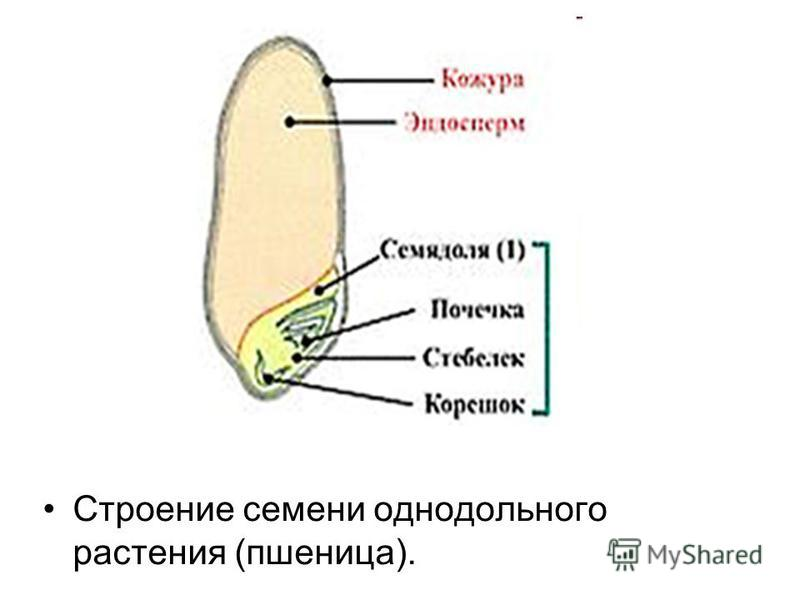 Кожура
Эндосперм
Семядоля (1)
Почечка
Стебелек
Корешок
• Строение семени однодольного
растения (пшеница).
MyShared